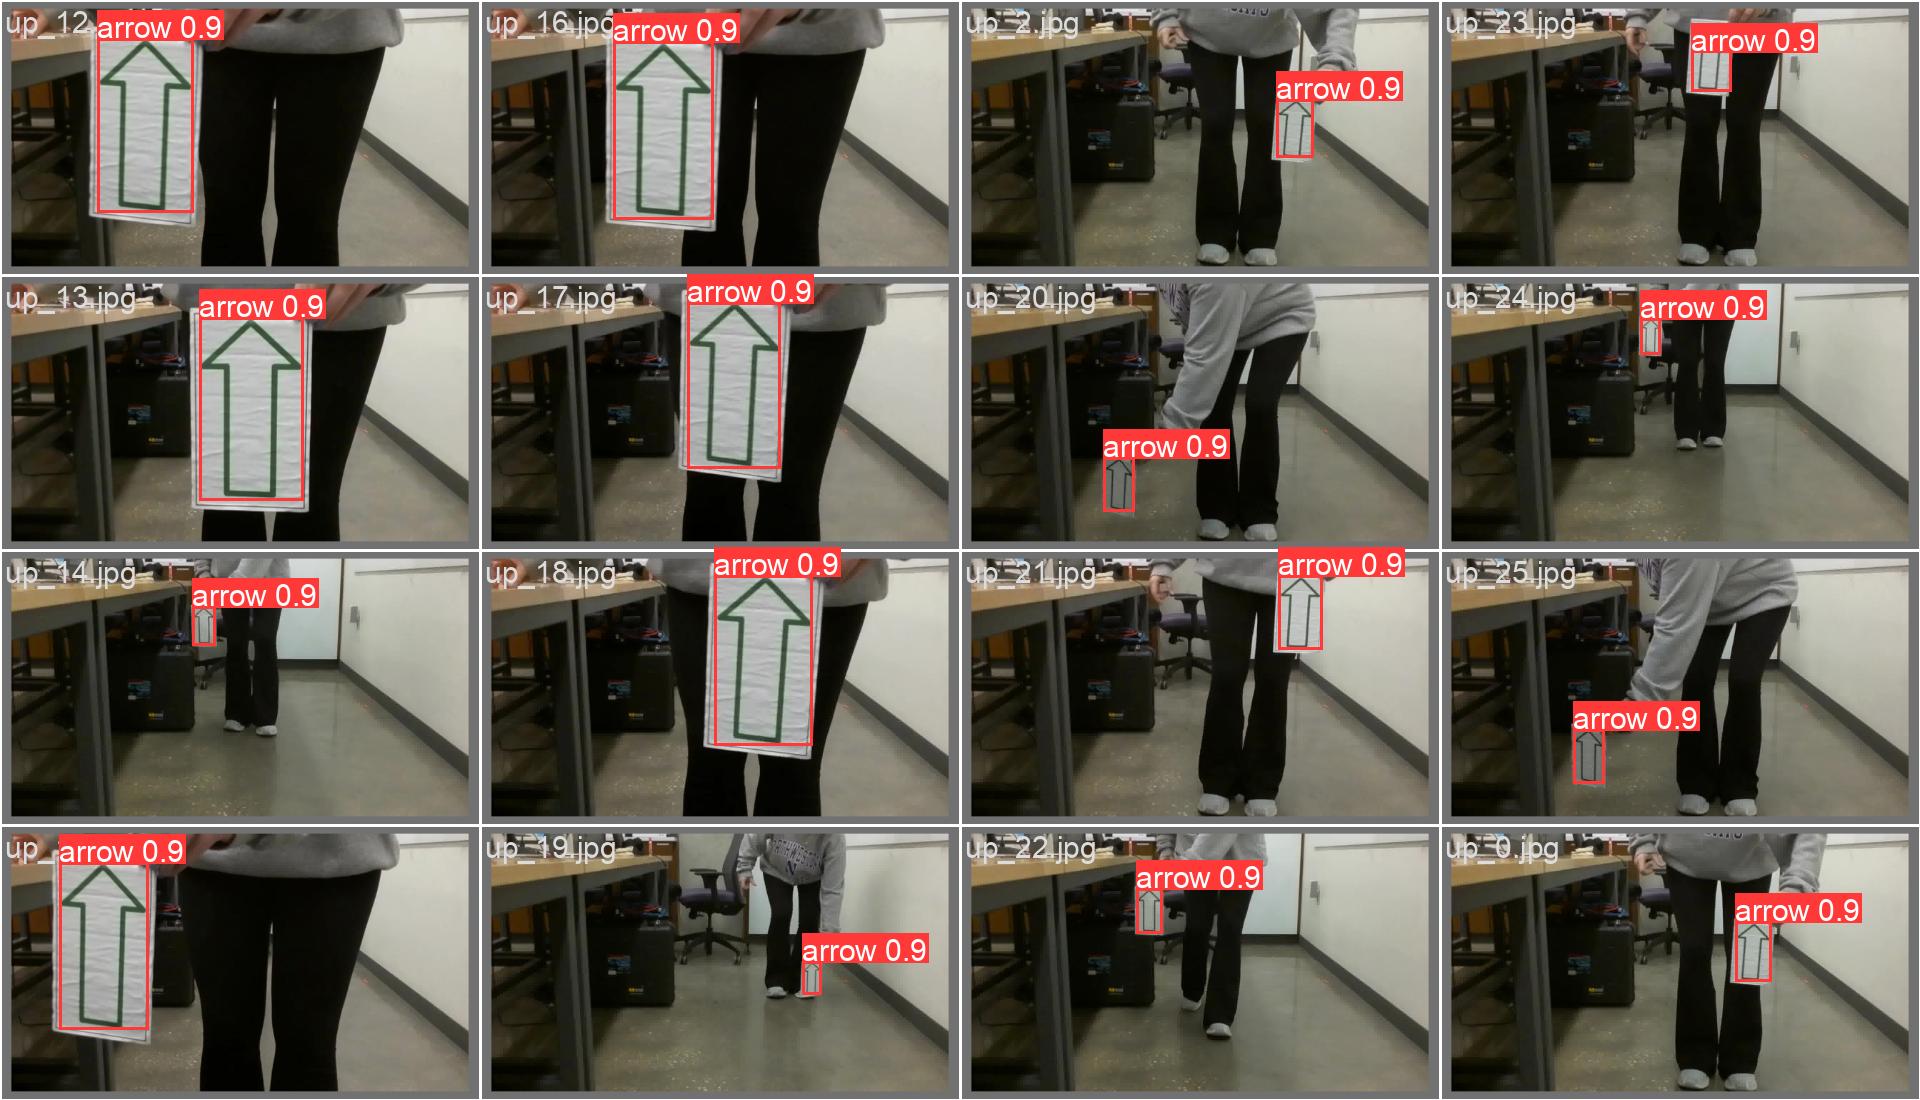 up_12.jpg arrow 0.9
up_16.jpg arrow 0.9
up_2.jpg
arrow 0.9
up_23.jpg
arrow 0.9
up_13.jpg
arrow 0.9
up_17.jpg
arrow 0.9
up_20.jpg
arrow 0.9
up_24.jpg
arrow 0.9
up_14.jpg
arrow 0.9
up_18.jpg
arrow 0.9
up_21.jpg
arrow 0.9
up_25.jpg
arrow 0.9
up_
arrow 0.9
up_19.jpg
arrow 0.9
up_22.jpg
arrow 0.9
up_0.jpg
arrow 0.9